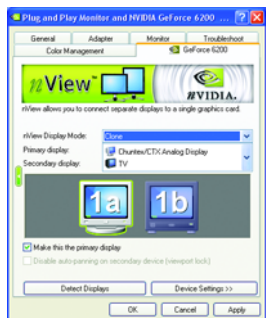 Plug and Play Monitor and NVIDIA GeForce 6200 ...
General Adapter Monitor Troubleshoot
Color Management GeForce 6200
nView
NVIDIA.
nView allows you to connect separate displays to a single graphics card.
nView Display Mode: Clone
Primary display: Chuntex/CTX Analog Display
Secondary display: TV
1a 1b
Make this the primary display
Disable auto-panning on secondary device (viewport lock)
Detect Displays Device Settings >>
OK Cancel Apply